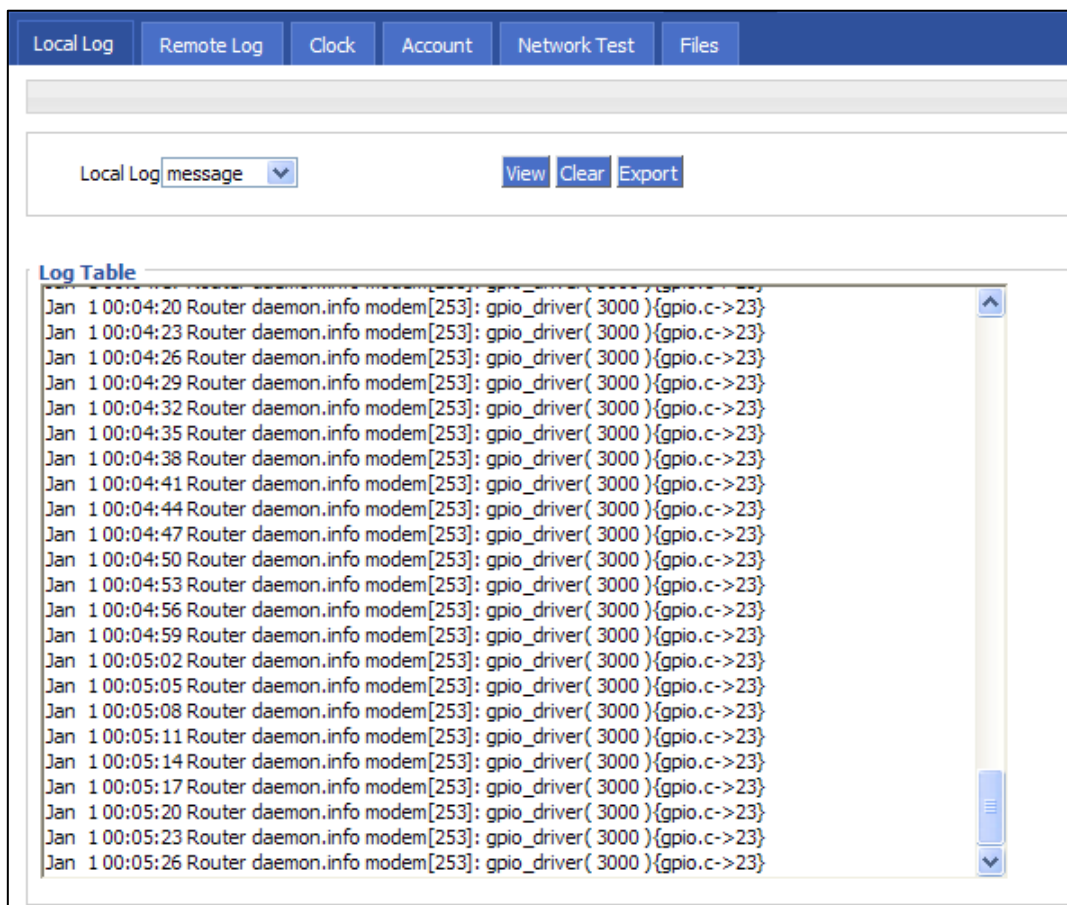 Local Log Remote Log Clock Account Network Test Files
Local Log message View Clear Export
Log Table
Jan 1 00:04:20 Router daemon.info modem[253]: gpio_driver( 3000 ){gpio.c->23}
Jan 1 00:04:23 Router daemon.info modem[253]: gpio_driver( 3000 ){gpio.c->23}
Jan 1 00:04:26 Router daemon.info modem[253]: gpio_driver( 3000 ){gpio.c->23}
Jan 1 00:04:29 Router daemon.info modem[253]: gpio_driver( 3000 ){gpio.c->23}
Jan 1 00:04:32 Router daemon.info modem[253]: gpio_driver( 3000 ){gpio.c->23}
Jan 1 00:04:35 Router daemon.info modem[253]: gpio_driver( 3000 ){gpio.c->23}
Jan 1 00:04:38 Router daemon.info modem[253]: gpio_driver( 3000 ){gpio.c->23}
Jan 1 00:04:41 Router daemon.info modem[253]: gpio_driver( 3000 ){gpio.c->23}
Jan 1 00:04:44 Router daemon.info modem[253]: gpio_driver( 3000 ){gpio.c->23}
Jan 1 00:04:47 Router daemon.info modem[253]: gpio_driver( 3000 ){gpio.c->23}
Jan 1 00:04:50 Router daemon.info modem[253]: gpio_driver( 3000 ){gpio.c->23}
Jan 1 00:04:53 Router daemon.info modem[253]: gpio_driver( 3000 ){gpio.c->23}
Jan 1 00:04:56 Router daemon.info modem[253]: gpio_driver( 3000 ){gpio.c->23}
Jan 1 00:04:59 Router daemon.info modem[253]: gpio_driver( 3000 ){gpio.c->23}
Jan 1 00:05:02 Router daemon.info modem[253]: gpio_driver( 3000 ){gpio.c->23}
Jan 1 00:05:05 Router daemon.info modem[253]: gpio_driver( 3000 ){gpio.c->23}
Jan 1 00:05:08 Router daemon.info modem[253]: gpio_driver( 3000 ){gpio.c->23}
Jan 1 00:05:11 Router daemon.info modem[253]: gpio_driver( 3000 ){gpio.c->23}
Jan 1 00:05:14 Router daemon.info modem[253]: gpio_driver( 3000 ){gpio.c->23}
Jan 1 00:05:17 Router daemon.info modem[253]: gpio_driver( 3000 ){gpio.c->23}
Jan 1 00:05:20 Router daemon.info modem[253]: gpio_driver( 3000 ){gpio.c->23}
Jan 1 00:05:23 Router daemon.info modem[253]: gpio_driver( 3000 ){gpio.c->23}
Jan 1 00:05:26 Router daemon.info modem[253]: gpio_driver( 3000 ){gpio.c->23}